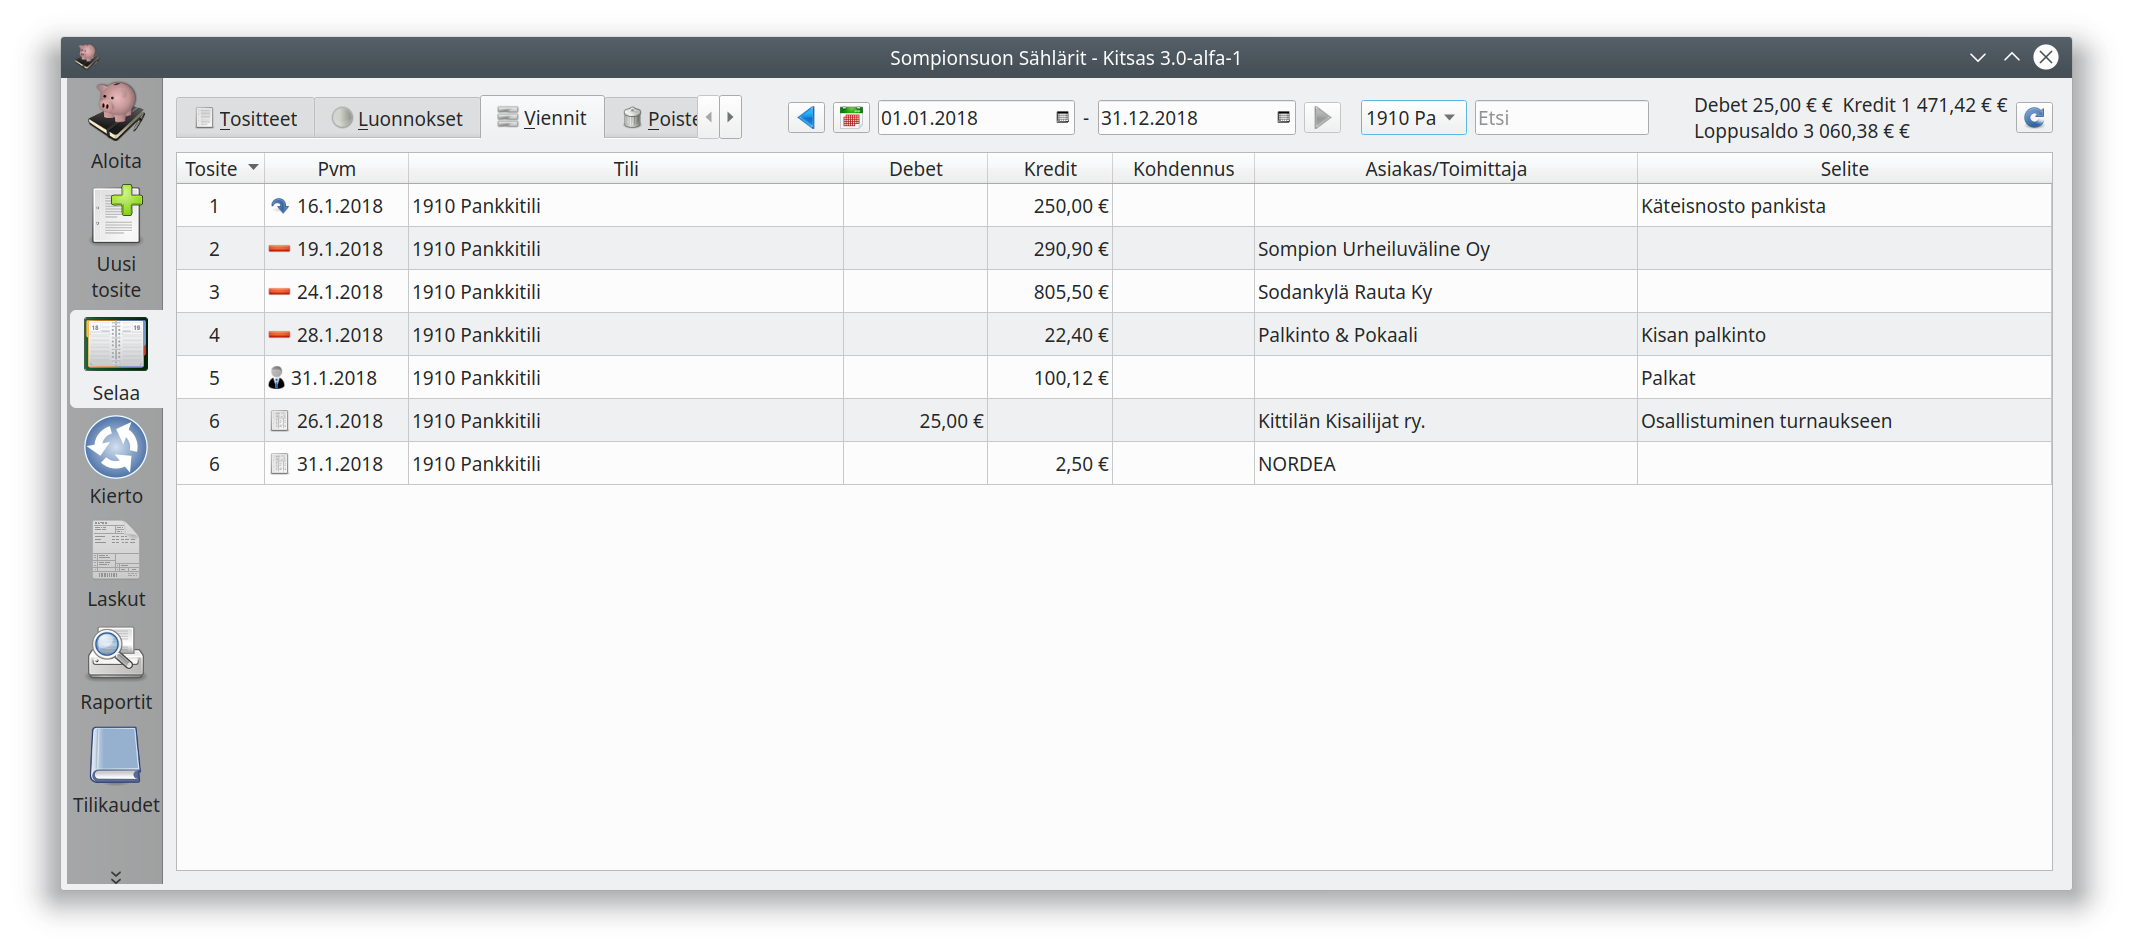 Sompionsuon Sählärit - Kitsas 3.0-alfa-1
Aloita
Uusi
tosite
Selaa
Kierto
Laskut
Raportit
Tilikaudet
Tositteet Luonnokset Viennit Poiste
01.01.2018 - 31.12.2018 1910 Pa Etsi
Debet 25,00 € € Kredit 1 471,42 € €
Loppusaldo 3 060,38 € €
Tosite Pvm Tili Debet Kredit Kohdennus Asiakas/Toimittaja Selite
1 16.1.2018 1910 Pankkitili 250,00 € Käteisnosto pankista
2 19.1.2018 1910 Pankkitili 290,90 € Sompion Urheiluväline Oy
3 24.1.2018 1910 Pankkitili 805,50 € Sodankylä Rauta Ky
4 28.1.2018 1910 Pankkitili 22,40 € Palkinto & Pokaali Kisan palkinto
5 31.1.2018 1910 Pankkitili 100,12 € Palkat
6 26.1.2018 1910 Pankkitili 25,00 € Kittilän Kisailijat ry. Osallistuminen turnaukseen
6 31.1.2018 1910 Pankkitili 2,50 € NORDEA